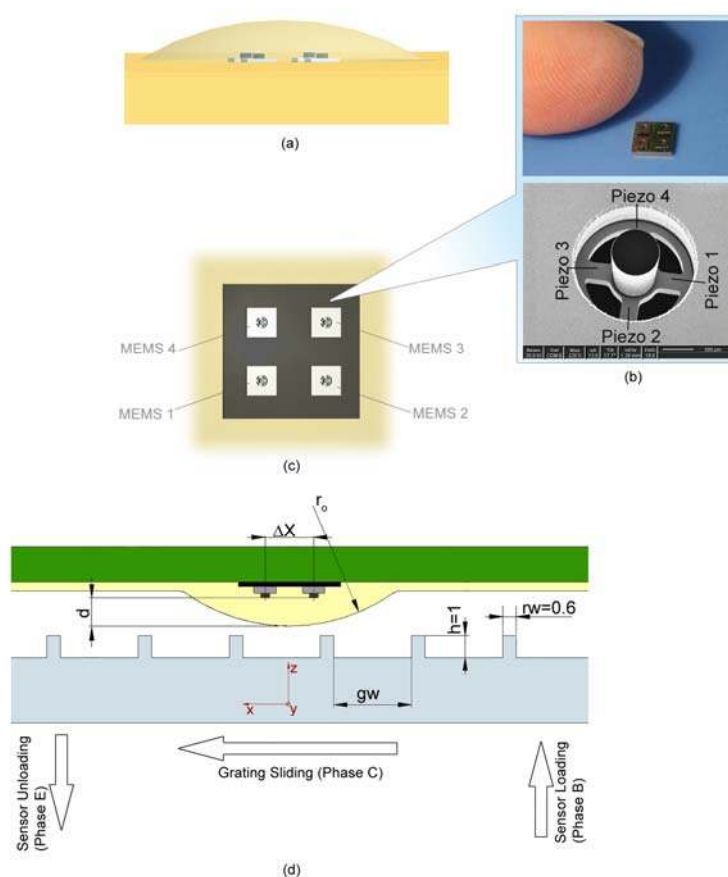 (a)
Piezo 4
Piezo 3
Piezo 1
Piezo 2
(b)
MEMS 4
MEMS 3
MEMS 1
MEMS 2
(c)
r₀
ΔX
d
h=1
rw=0.6
z
x
y
gw
Sensor Unloading
(Phase E)
Grating Sliding (Phase C)
Sensor Loading
(Phase B)
(d)